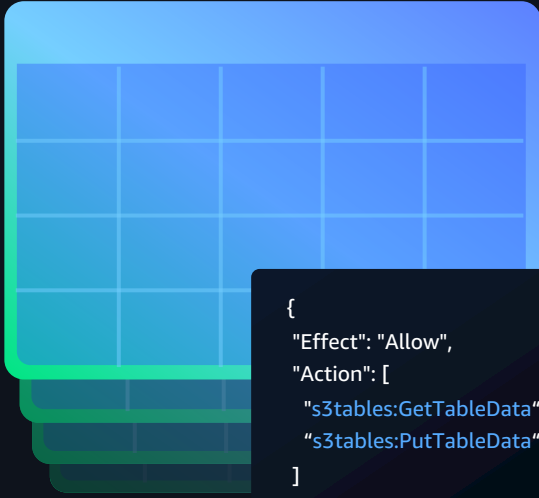 {
"Effect": "Allow",
"Action": [
"s3tables:GetTableData“
“s3tables:PutTableData“
]